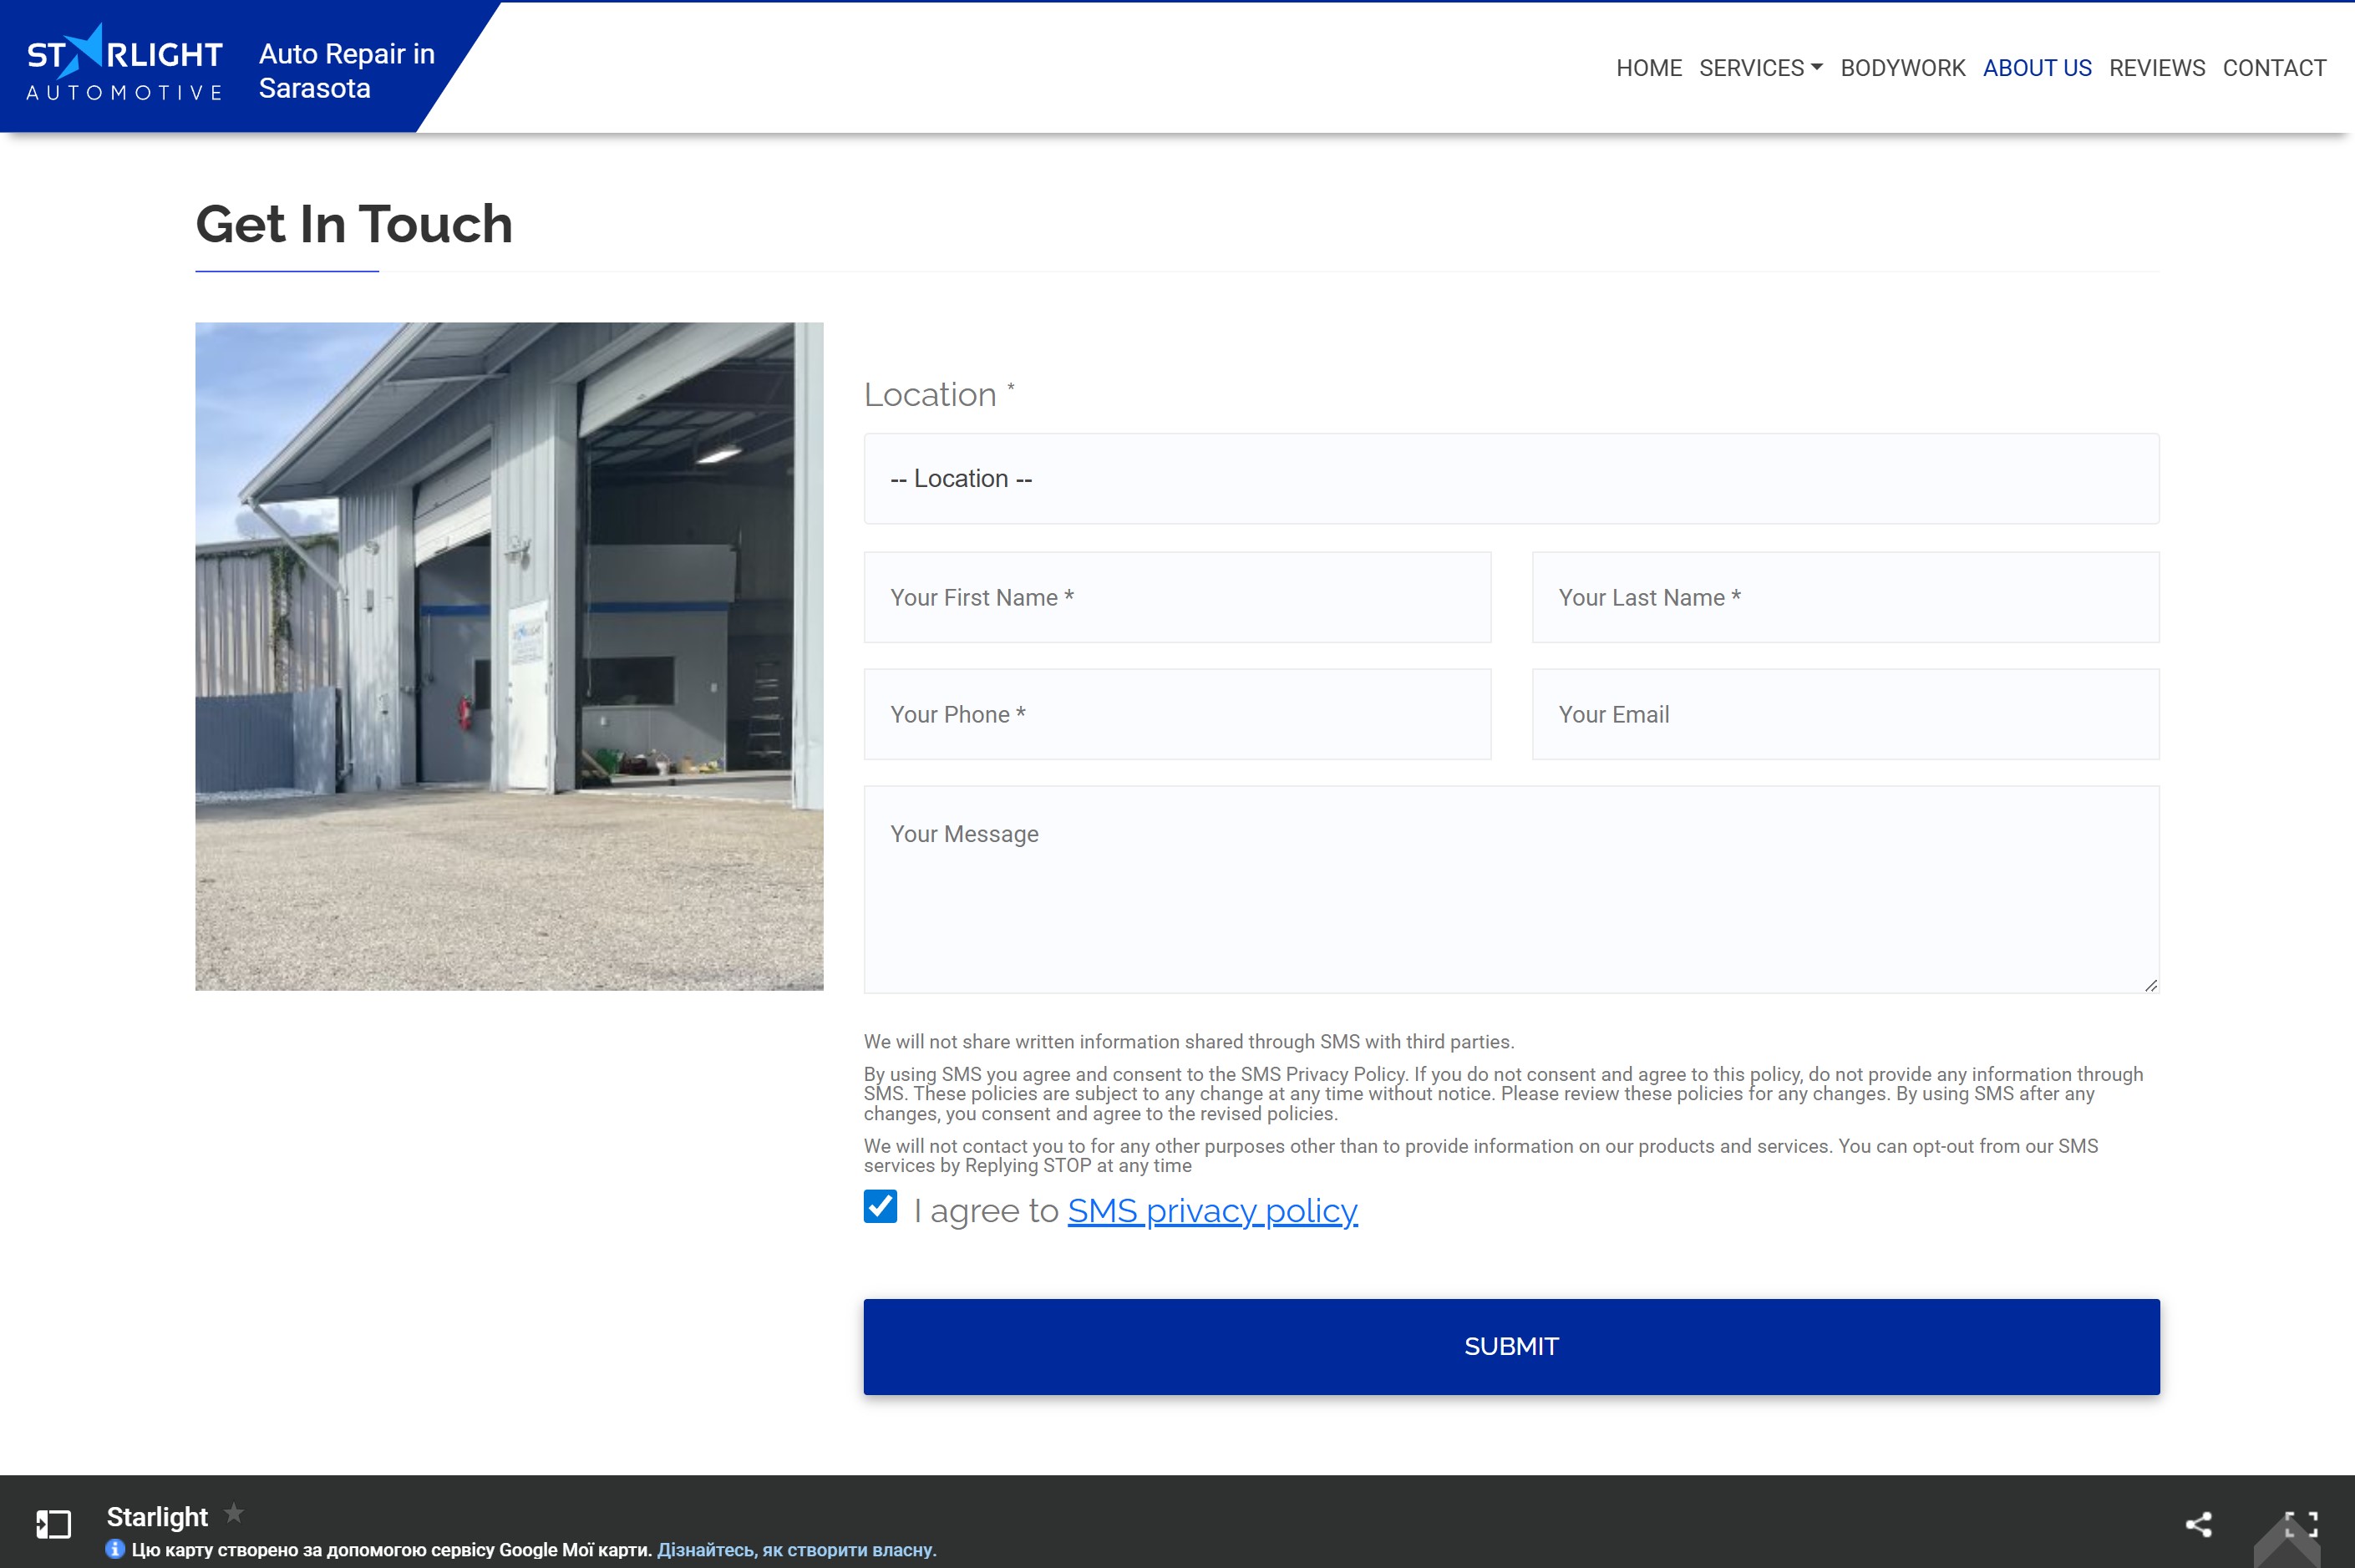 STARLIGHT
AUTOMOTIVE
Auto Repair in
Sarasota
HOME SERVICES BODYWORK ABOUT US REVIEWS CONTACT
Get In Touch
Location *
-- Location --
Your First Name * Your Last Name *
Your Phone * Your Email
Your Message
We will not share written information shared through SMS with third parties.
By using SMS you agree and consent to the SMS Privacy Policy. If you do not consent and agree to this policy, do not provide any information through
SMS. These policies are subject to any change at any time without notice. Please review these policies for any changes. By using SMS after any
changes, you consent and agree to the revised policies.
We will not contact you to for any other purposes other than to provide information on our products and services. You can opt-out from our SMS
services by Replying STOP at any time
I agree to SMS privacy policy
SUBMIT
Starlight
Цю карту створено за допомогою сервісу Google Мої карти. Дізнайтесь, як створити власну.